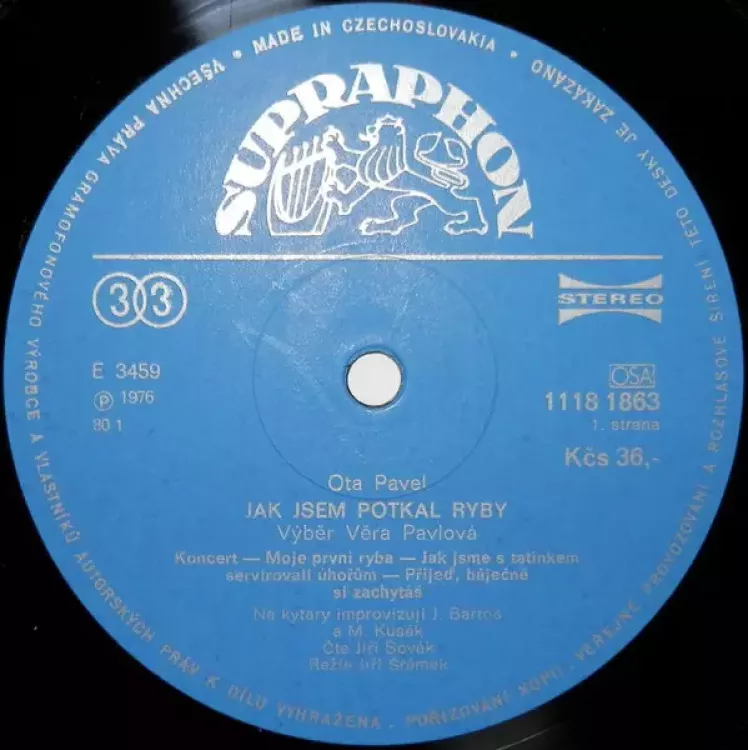 VŠECHNA PRÁVA GRAMOFONOVÉHO VÝROBCE A VLASTNÍKŮ AUTORSKÝCH PRÁV K DÍLU VYHRAŽENA . POŘIZOVÁNÍ KOPIÍ . VEŘEJNÉ PROVOZOVÁNÍ A ROZHLASOVÉ ŠÍŘENÍ TÉTO DESKY JE ZAKÁZÁNO
• MADE IN CZECHOSLOVAKIA •
SUPRAPHON
33
STEREO
E 3459
Ⓟ 1976
80 1
OSA
1118 1863
1. strana
Kčs 36,-
Ota Pavel
JAK JSEM POTKAL RYBY
Výběr Věra Pavlová
Koncert — Moje první ryba — Jak jsme s tatínkem
servírovali úhořům — Přijeď, báječně
si zachytáš
Na kytary improvizují J. Bartoš
a M. Kusák
Čte Jiří Sovák
Režie Jiří Šrámek